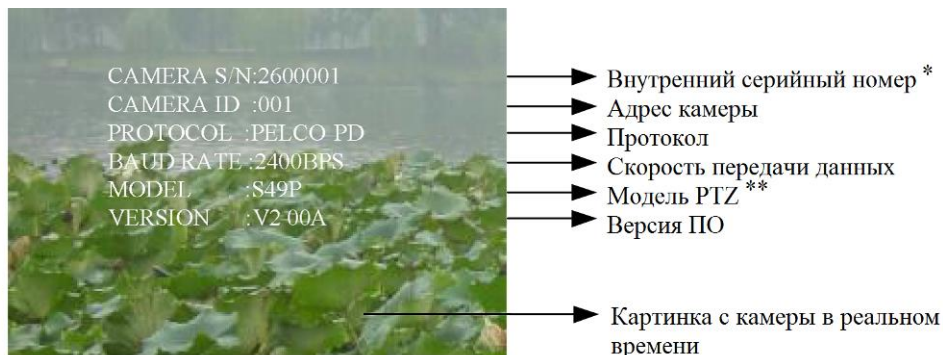 CAMERA S/N:2600001
CAMERA ID :001
PROTOCOL :PELCO PD
BAUD RATE :2400BPS
MODEL :S49P
VERSION :V2 00A
Внутренний серийный номер *
Адрес камеры
Протокол
Скорость передачи данных
Модель PTZ **
Версия ПО
Картинка с камеры в реальном
времени